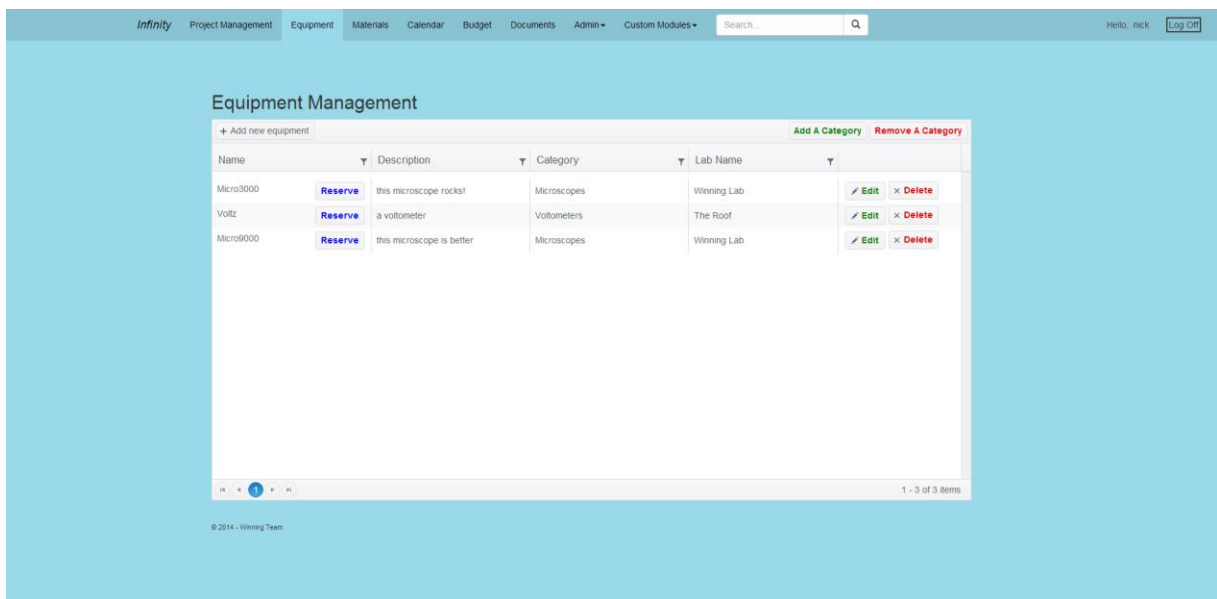 Infinity Project Management Equipment Materials Calendar Budget Documents Admin Custom Modules Search... Hello, nick Log Off
Equipment Management
+ Add new equipment Add A Category Remove A Category
Name Description Category Lab Name
Micro3000 Reserve this microscope rocks! Microscopes Winning Lab Edit × Delete
Voltz Reserve a voltometer Voltometers The Roof Edit × Delete
Micro9000 Reserve this microscope is better Microscopes Winning Lab Edit × Delete
1 1 - 3 of 3 items
© 2014 - Winning Team